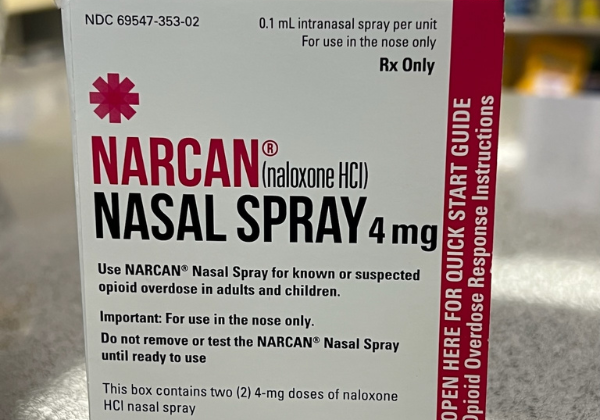 NDC 69547-353-02
0.1 mL intranasal spray per unit
For use in the nose only
Rx Only
NARCAN® (naloxone HCl)
NASAL SPRAY 4 mg
Use NARCAN® Nasal Spray for known or suspected
opioid overdose in adults and children.
Important: For use in the nose only.
Do not remove or test the NARCAN® Nasal Spray
until ready to use
This box contains two (2) 4-mg doses of naloxone
HCl nasal spray
OPEN HERE FOR QUICK START GUIDE
Opioid Overdose Response Instructions